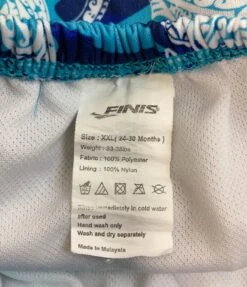 FINIS
Size : XXL( 24-30 Months )
Weight : 33-38lbs
Fabric : 100% Polyester
Lining : 100% Nylon
immediately in cold water
after used
Hand wash only
Wash and dry separately
Made in Malaysia